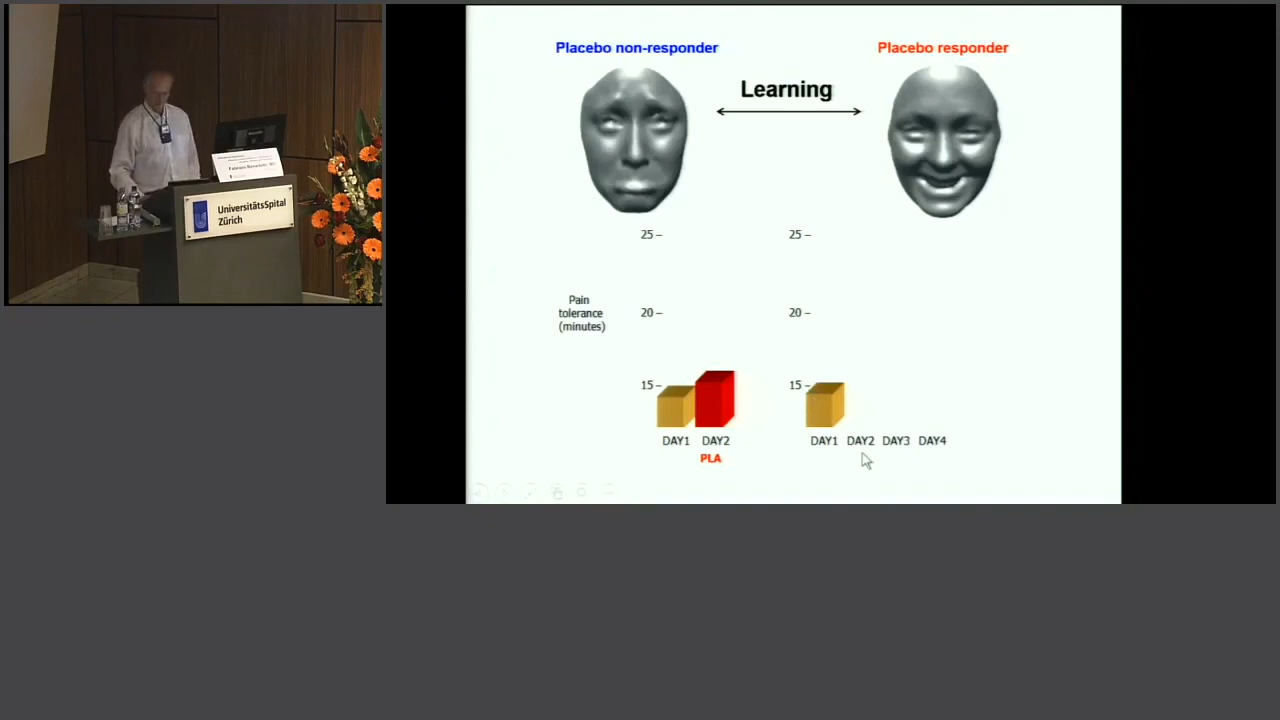 Placebo non-responder
Placebo responder
Learning
UniversitätsSpital
Zürich
25
25
Pain
tolerance
(minutes)
20
20
15
15
DAY1 DAY2
DAY1 DAY2 DAY3 DAY4
PLA